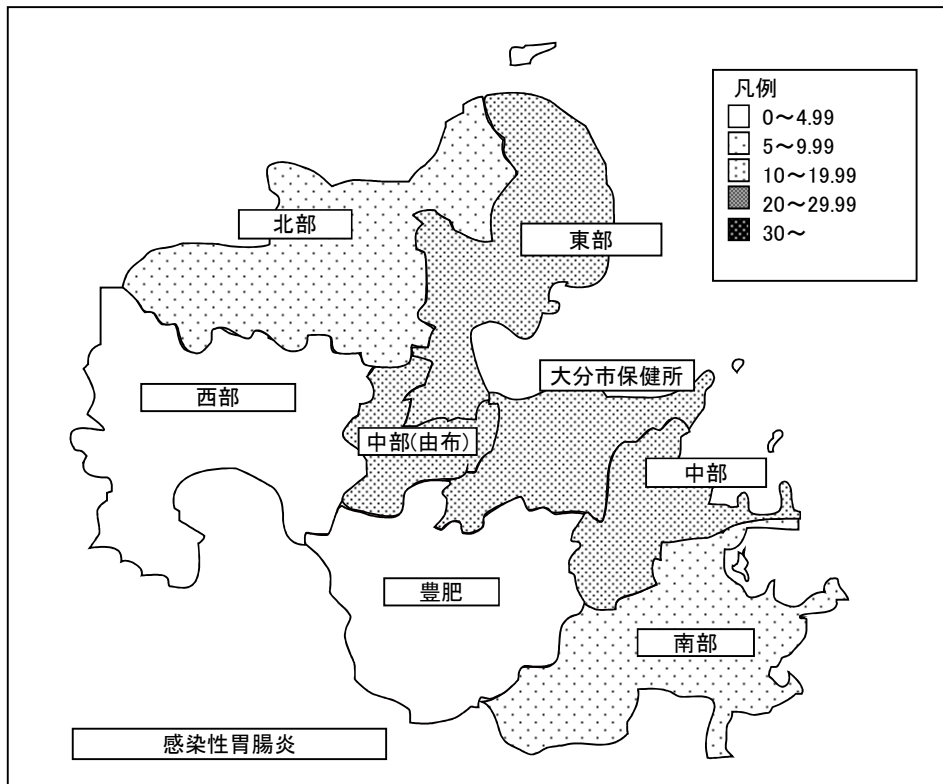 凡例
0～4.99
5～9.99
10～19.99
20～29.99
30～
北部
東部
大分市保健所
西部
中部(由布)
中部
豊肥
南部
感染性胃腸炎